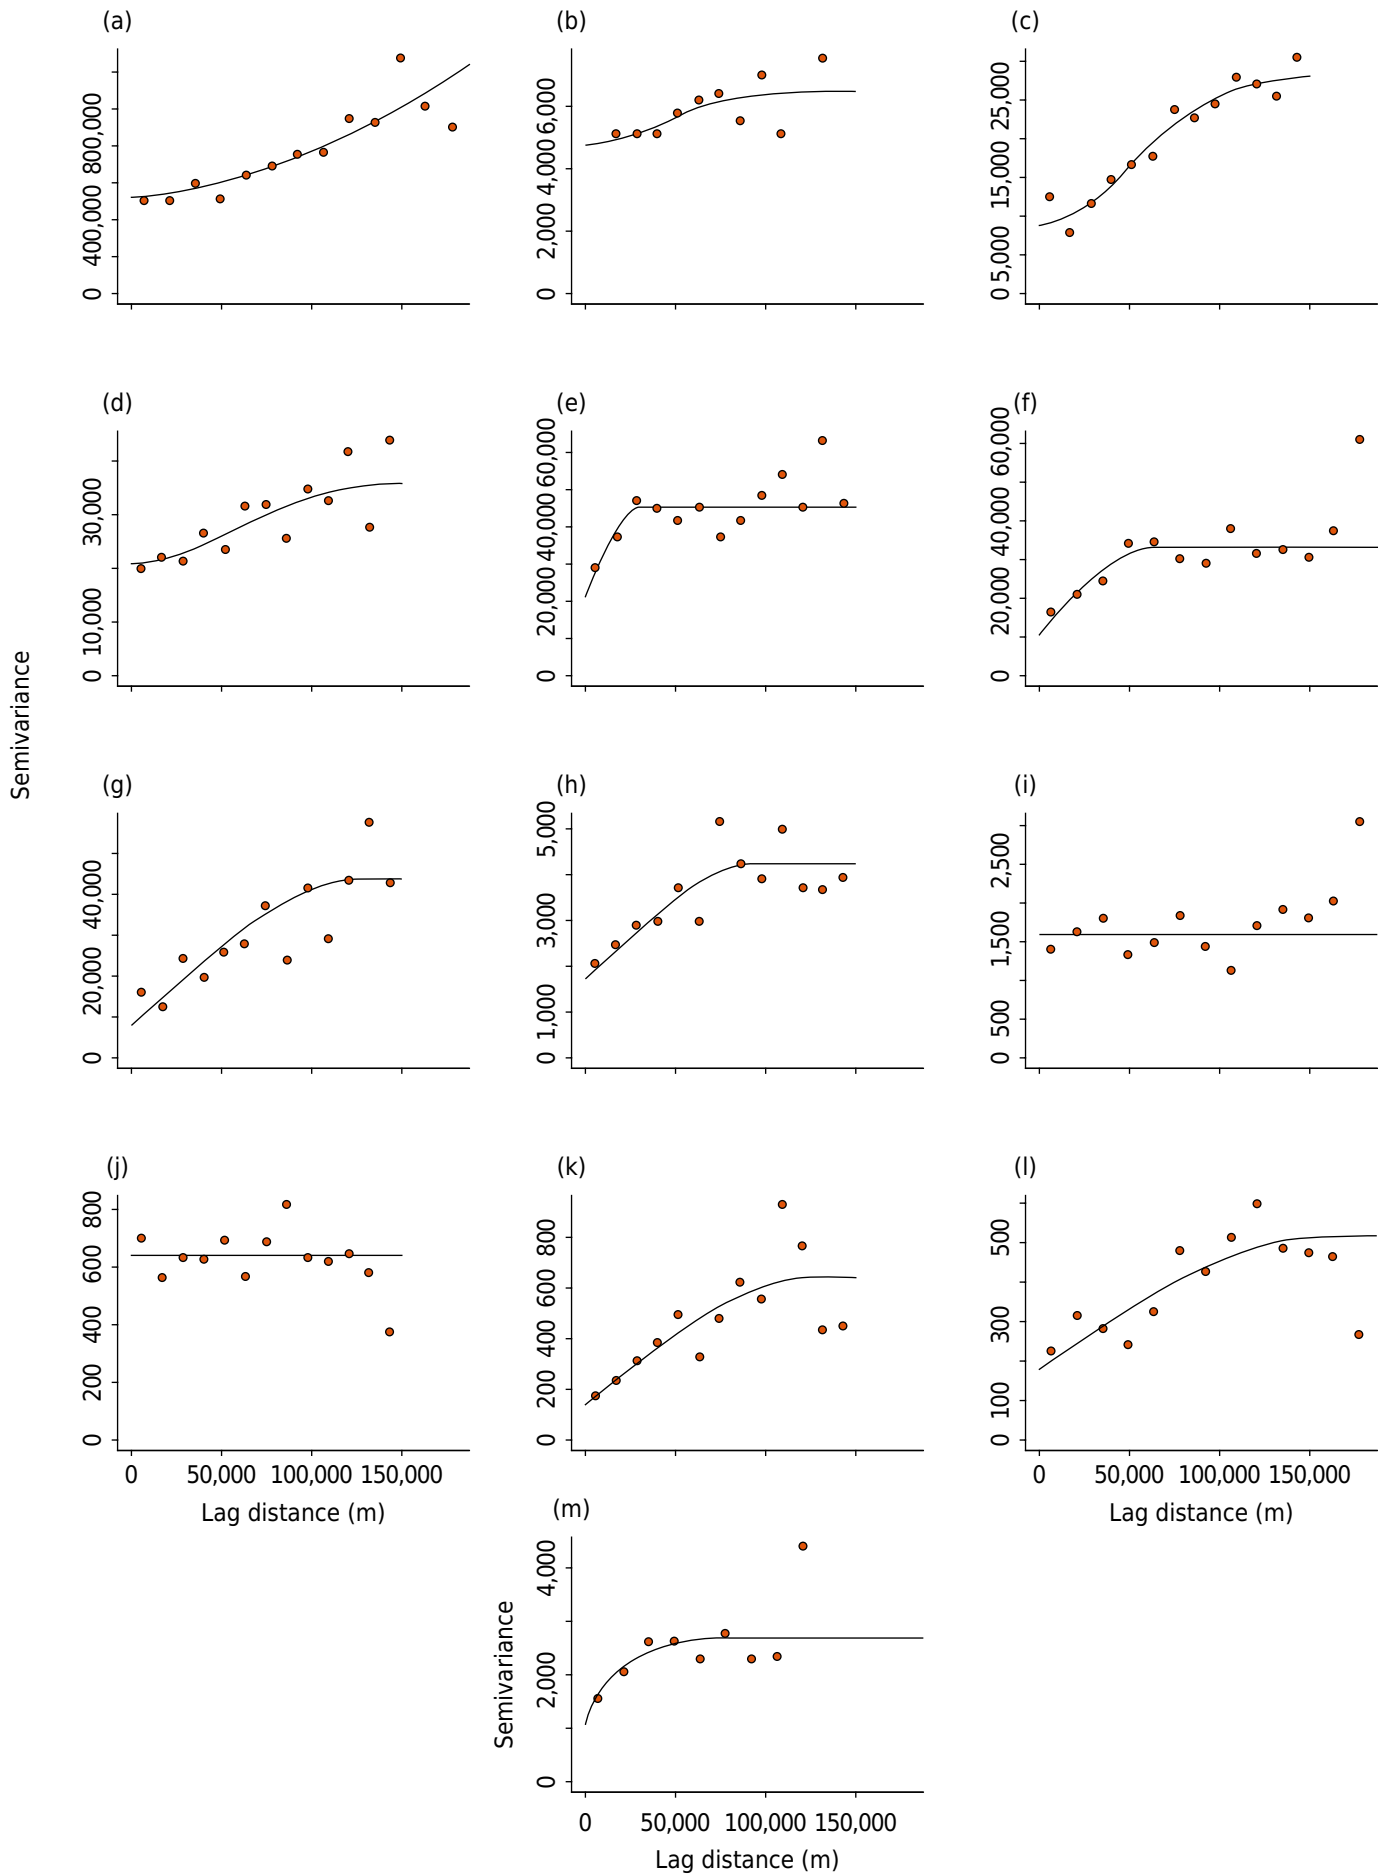 (a)
800,000
400,000
0
(b)
6,000
4,000
2,000
0
(c)
25,000
15,000
5,000
0
(d)
30,000
10,000
0
(e)
60,000
40,000
20,000
0
(f)
60,000
40,000
20,000
0
Semivariance
(g)
40,000
20,000
0
(h)
5,000
3,000
1,000
0
(i)
2,500
1,500
500
0
(j)
800
600
400
200
0
0 50,000 100,000 150,000
Lag distance (m)
(k)
800
600
400
200
0
(l)
500
300
100
0
0 50,000 100,000 150,000
Lag distance (m)
(m)
4,000
2,000
0
Semivariance
0 50,000 100,000 150,000
Lag distance (m)